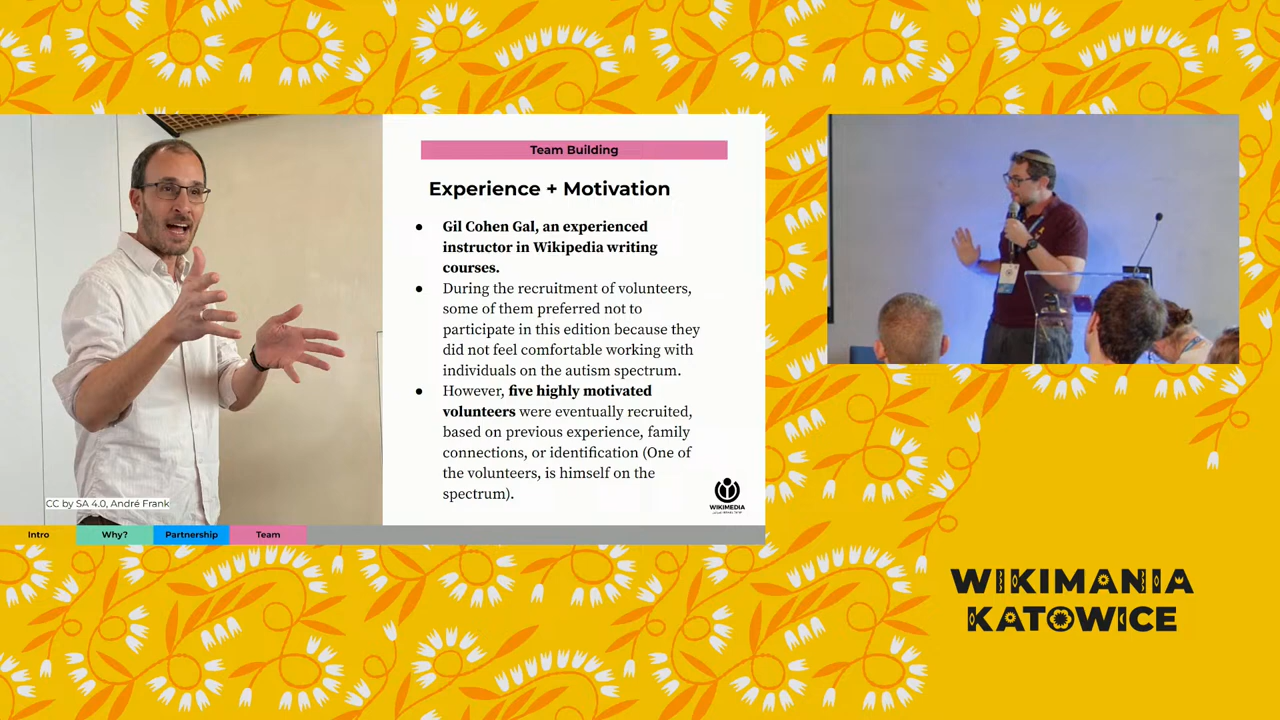 Team Building
Experience + Motivation
● Gil Cohen Gal, an experienced
instructor in Wikipedia writing
courses.
● During the recruitment of volunteers,
some of them preferred not to
participate in this edition because they
did not feel comfortable working with
individuals on the autism spectrum.
● However, five highly motivated
volunteers were eventually recruited,
based on previous experience, family
connections, or identification (One of
the volunteers, is himself on the
spectrum).
CC by SA 4.0, André Frank
WIKIMEDIA
Intro
Why?
Partnership
Team
WIKIMANIA
KATOWICE